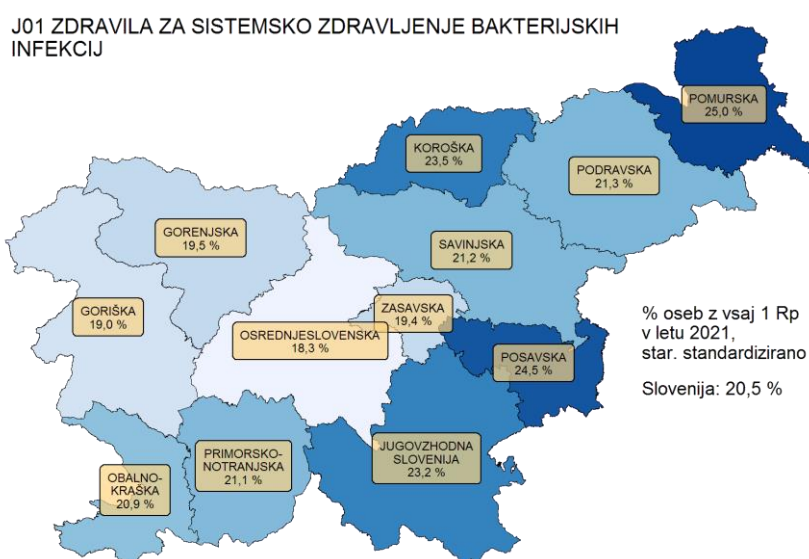 J01 ZDRAVILA ZA SISTEMSKO ZDRAVLJENJE BAKTERIJSKIH
INFEKCIJ
POMURSKA
25,0 %
KOROŠKA
23,5 %
PODRAVSKA
21,3 %
GORENJSKA
19,5 %
SAVINJSKA
21,2 %
GORIŠKA
19,0 %
ZASAVSKA
19,4 %
OSREDNJESLOVENSKA
18,3 %
POSAVSKA
24,5 %
% oseb z vsaj 1 Rp
v letu 2021,
star. standardizirano
Slovenija: 20,5 %
PRIMORSKO-
NOTRANJSKA
21,1 %
JUGOVZHODNA
SLOVENIJA
23,2 %
OBALNO-
KRAŠKA
20,9 %